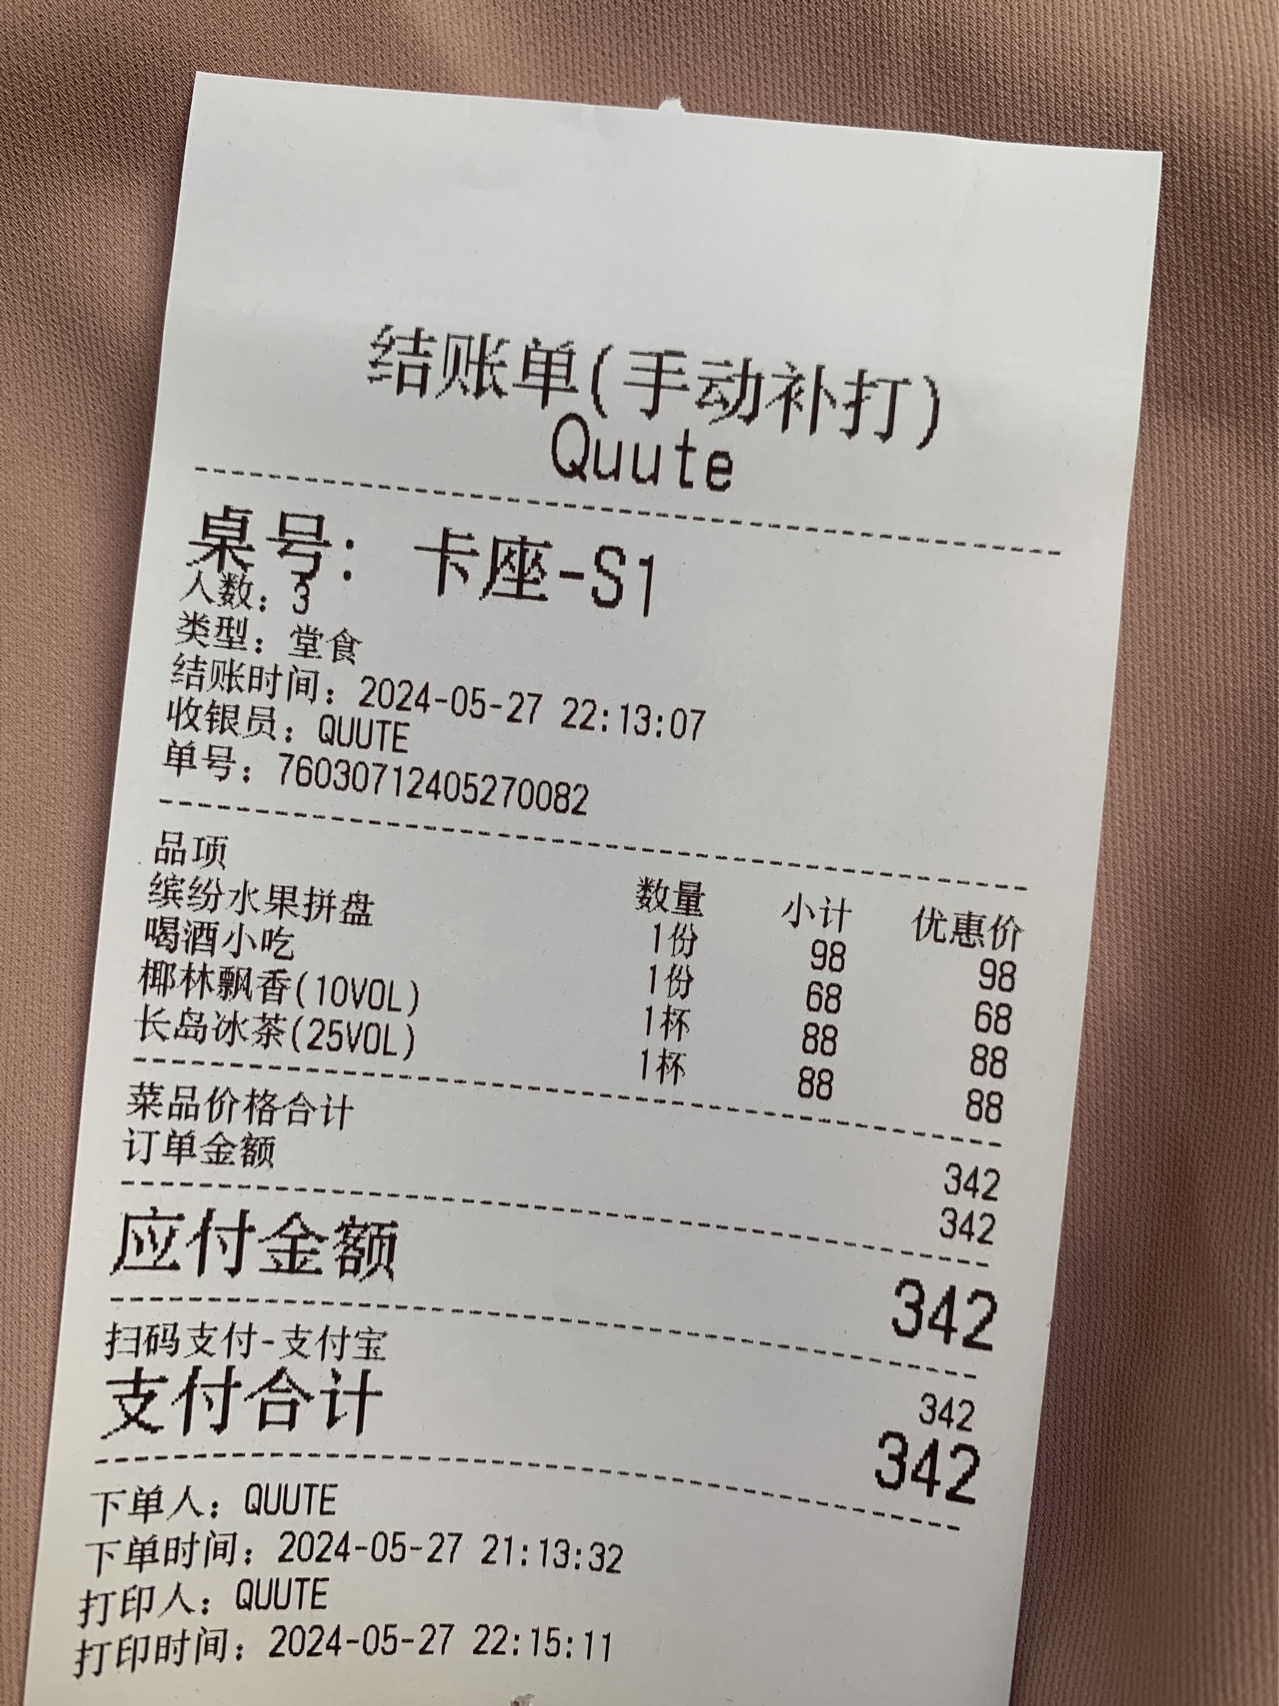 结账单(手动补打)
Quute
桌号: 卡座-S1
人数: 3
类型: 堂食
结账时间: 2024-05-27 22:13:07
收银员: QUUTE
单号: 76030712405270082
品项 数量 小计 优惠价
缤纷水果拼盘 1份 98 98
喝酒小吃 1份 68 68
椰林飘香(10VOL) 1杯 88 88
长岛冰茶(25VOL) 1杯 88 88
菜品价格合计 342
订单金额 342
应付金额 342
扫码支付-支付宝 342
支付合计 342
下单人: QUUTE
下单时间: 2024-05-27 21:13:32
打印人: QUUTE
打印时间: 2024-05-27 22:15:11